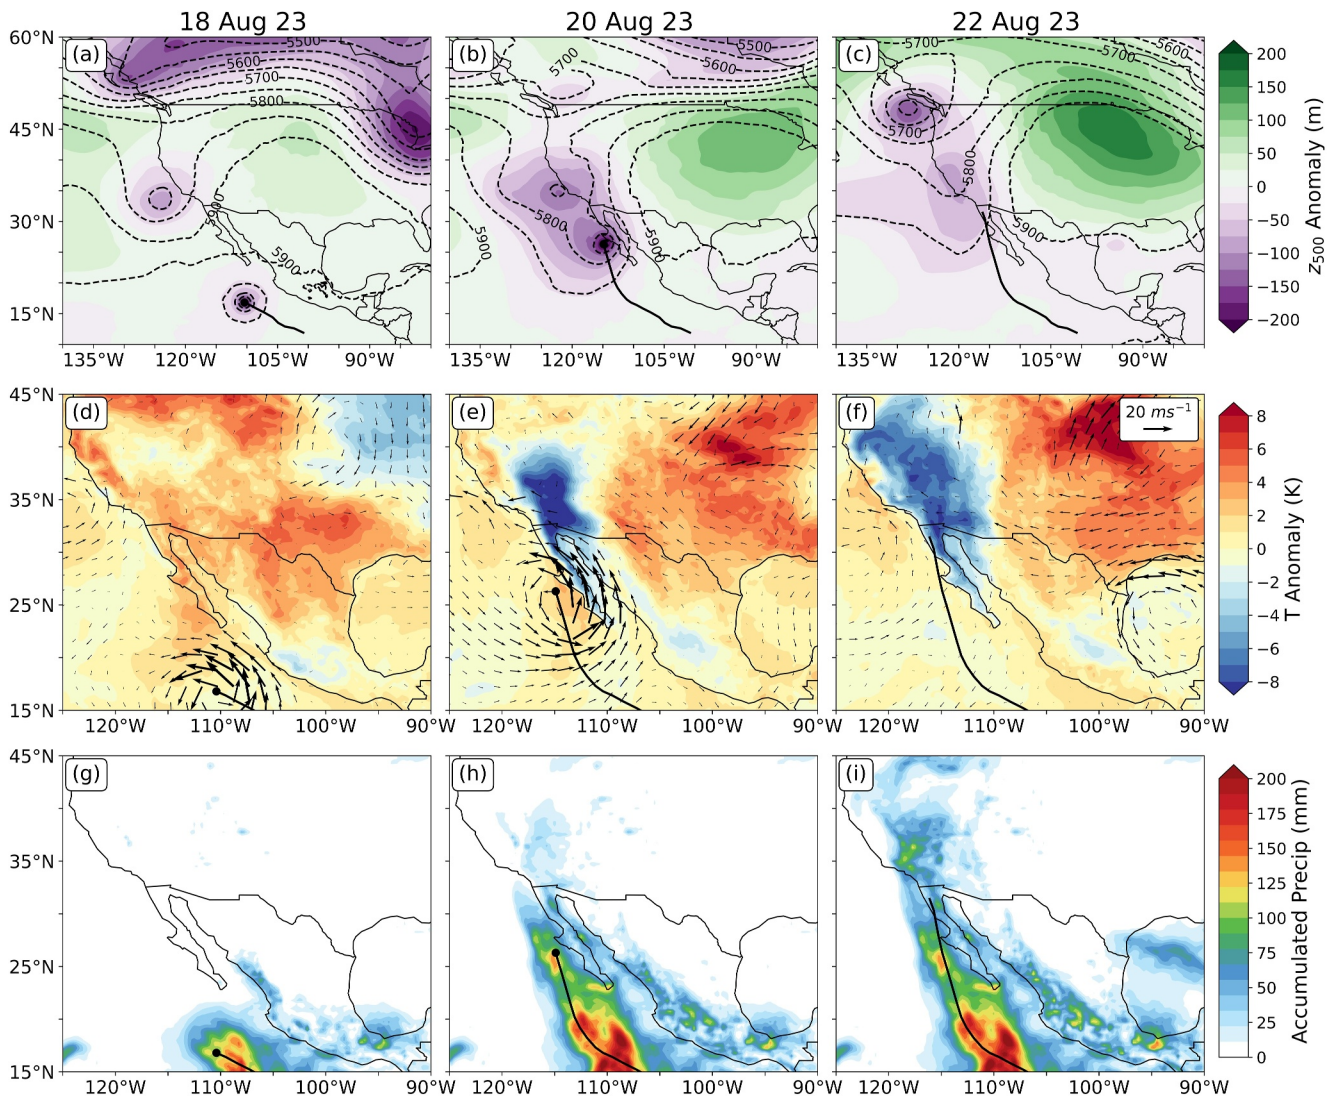 18 Aug 23 20 Aug 23 22 Aug 23
60°N (a) 5500 5600 5700 5800 5900 5900
(b) 5700 5500 5600 5800 5900 5900
(c) 5700 5700 5600 5700 5800 5900
45°N
30°N
15°N
135°W 120°W 105°W 90°W 135°W 120°W 105°W 90°W 135°W 120°W 105°W 90°W
200
150
100
50
0
−50
−100
−150
−200
z500 Anomaly (m)
45°N (d) (e) (f) 20 ms−1
35°N
25°N
15°N
120°W 110°W 100°W 90°W 120°W 110°W 100°W 90°W 120°W 110°W 100°W 90°W
8
6
4
2
0
−2
−4
−6
−8
T Anomaly (K)
45°N (g) (h) (i)
35°N
25°N
15°N
120°W 110°W 100°W 90°W 120°W 110°W 100°W 90°W 120°W 110°W 100°W 90°W
200
175
150
125
100
75
50
25
0
Accumulated Precip (mm)